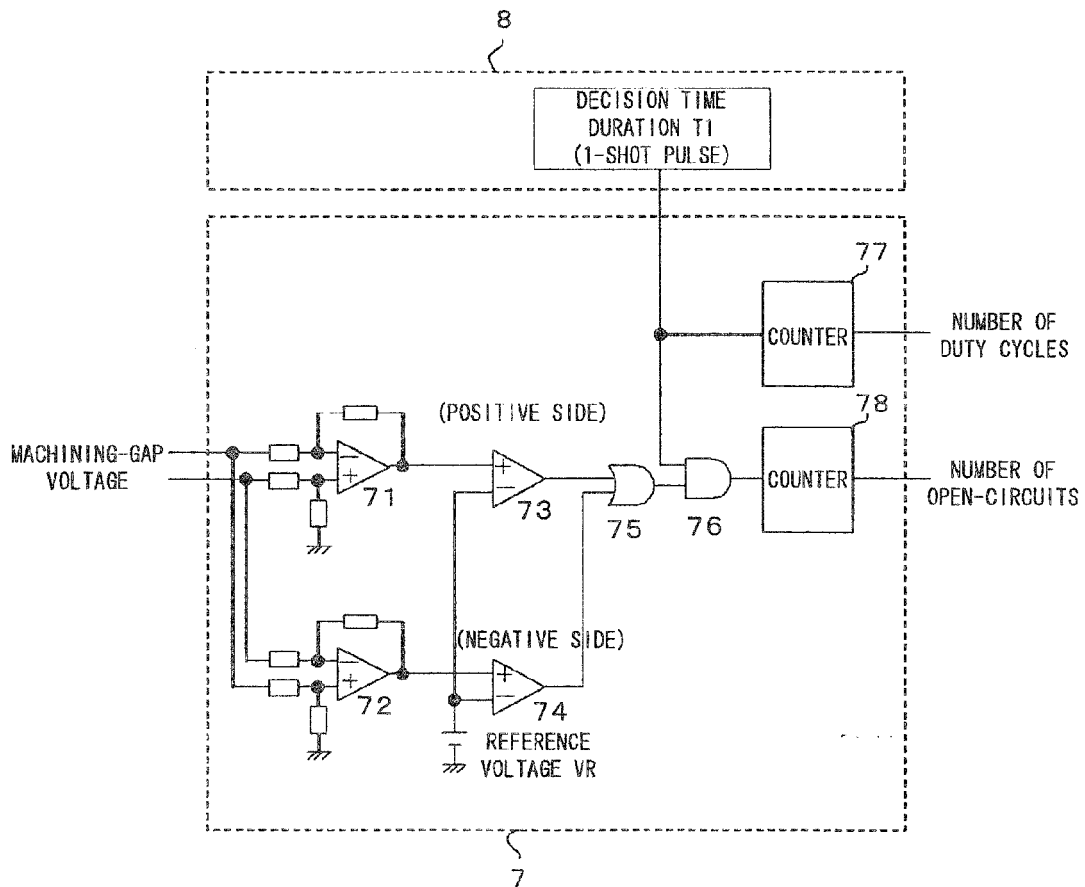 8
DECISION TIME
DURATION T1
(1-SHOT PULSE)
77
COUNTER
NUMBER OF
DUTY CYCLES
(POSITIVE SIDE)
78
MACHINING-GAP
VOLTAGE
−
+
71
+
−
73
75
76
COUNTER
NUMBER OF
OPEN-CIRCUITS
(NEGATIVE SIDE)
−
+
72
+
−
74
REFERENCE
VOLTAGE VR
7